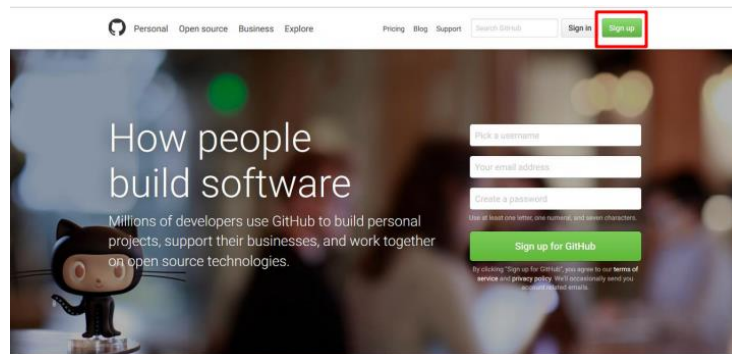 Personal Open source Business Explore Pricing Blog Support Search GitHub Sign in Sign up
How people
build software
Millions of developers use GitHub to build personal
projects, support their businesses, and work together
on open source technologies.
Pick a username
Your email address
Create a password
Use at least one letter, one numeral, and seven characters.
Sign up for GitHub
By clicking "Sign up for GitHub", you agree to our terms of
service and privacy policy. We'll occasionally send you
account related emails.